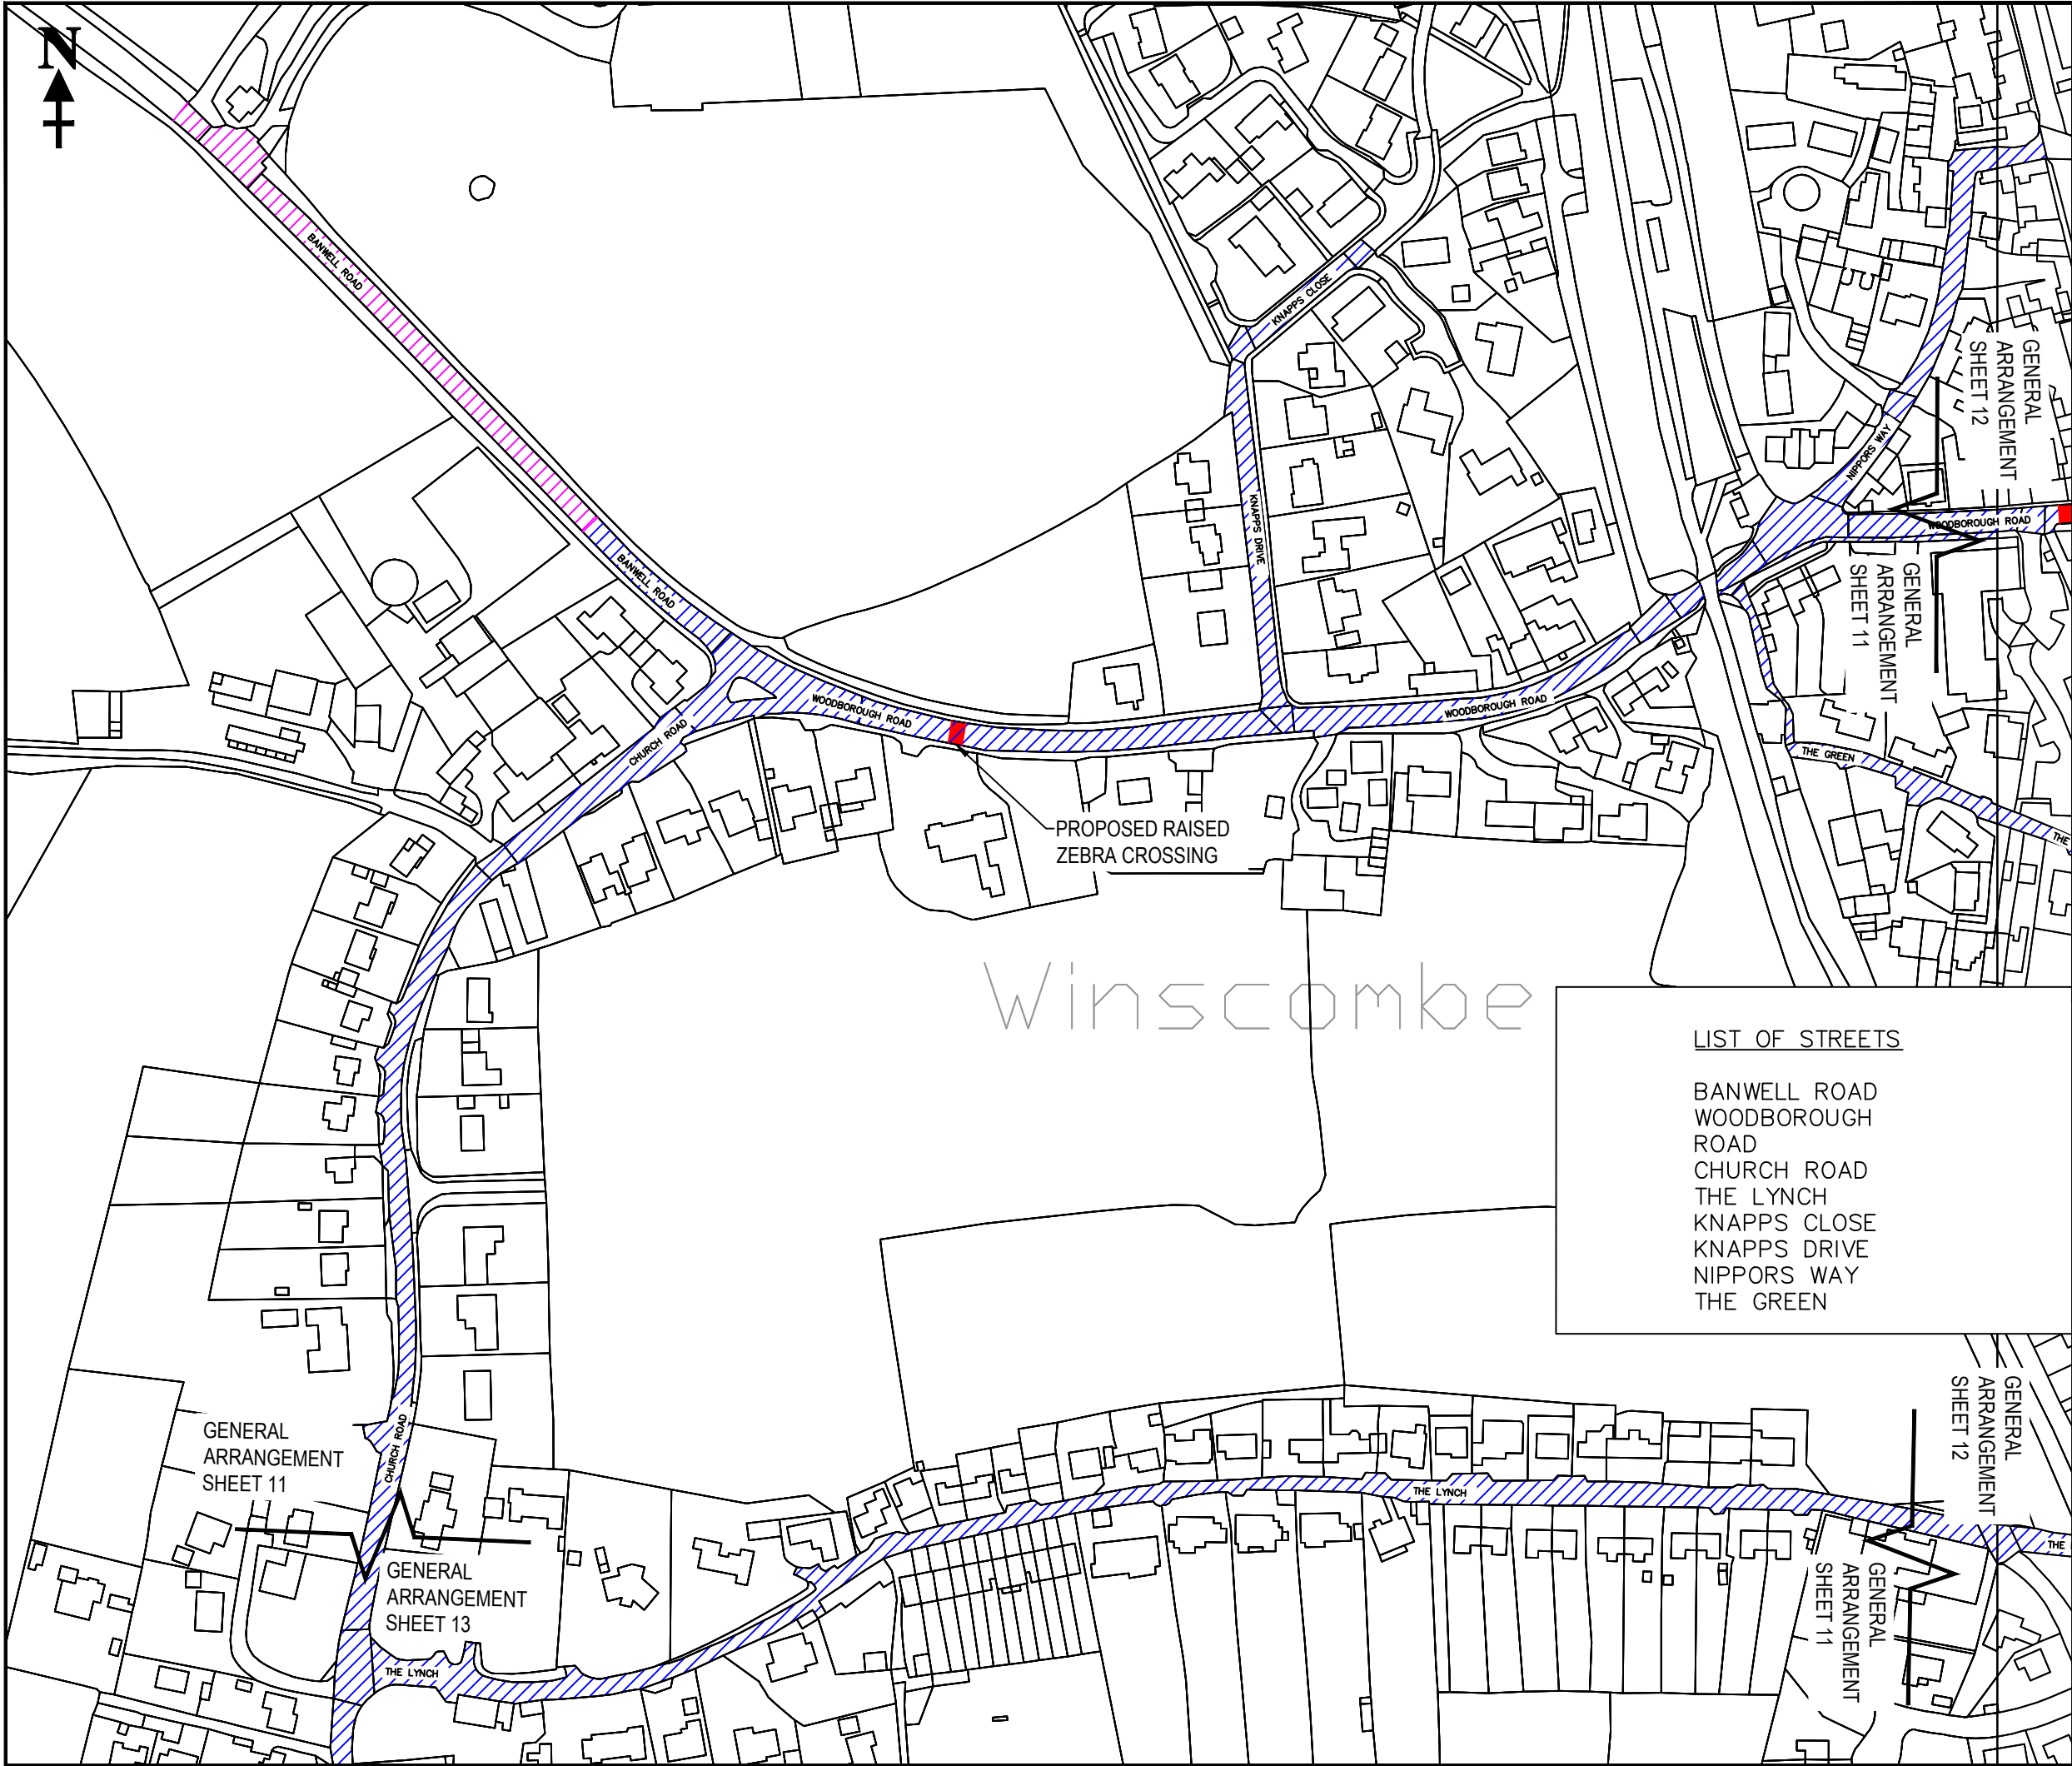 N
BANWELL ROAD
BANWELL ROAD
KNAPPS CLOSE
KNAPPS DRIVE
NIPPORS WAY
GENERAL
ARRANGEMENT
SHEET 12
WOODBOROUGH ROAD
GENERAL
ARRANGEMENT
SHEET 11
WOODBOROUGH ROAD
WOODBOROUGH ROAD
CHURCH ROAD
THE GREEN
THE
PROPOSED RAISED
ZEBRA CROSSING
Winscombe
LIST OF STREETS
BANWELL ROAD
WOODBOROUGH
ROAD
CHURCH ROAD
THE LYNCH
KNAPPS CLOSE
KNAPPS DRIVE
NIPPORS WAY
THE GREEN
GENERAL
ARRANGEMENT
SHEET 12
CHURCH ROAD
GENERAL
ARRANGEMENT
SHEET 11
THE LYNCH
THE
GENERAL
ARRANGEMENT
SHEET 11
GENERAL
ARRANGEMENT
SHEET 13
THE LYNCH